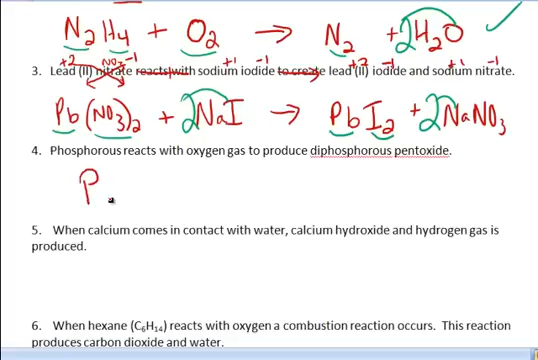 N₂H₄ + O₂ → N₂ + 2H₂O ✓
+2 NO₃ -1 +1 -1 +2 -1 +1 -1
3. Lead (II) nitrate reacts with sodium iodide to create lead (II) iodide and sodium nitrate.
Pb(NO₃)₂ + 2NaI → PbI₂ + 2NaNO₃
4. Phosphorous reacts with oxygen gas to produce diphosphorous pentoxide.
P
5. When calcium comes in contact with water, calcium hydroxide and hydrogen gas is
produced.
6. When hexane (C₆H₁₄) reacts with oxygen a combustion reaction occurs. This reaction
produces carbon dioxide and water.